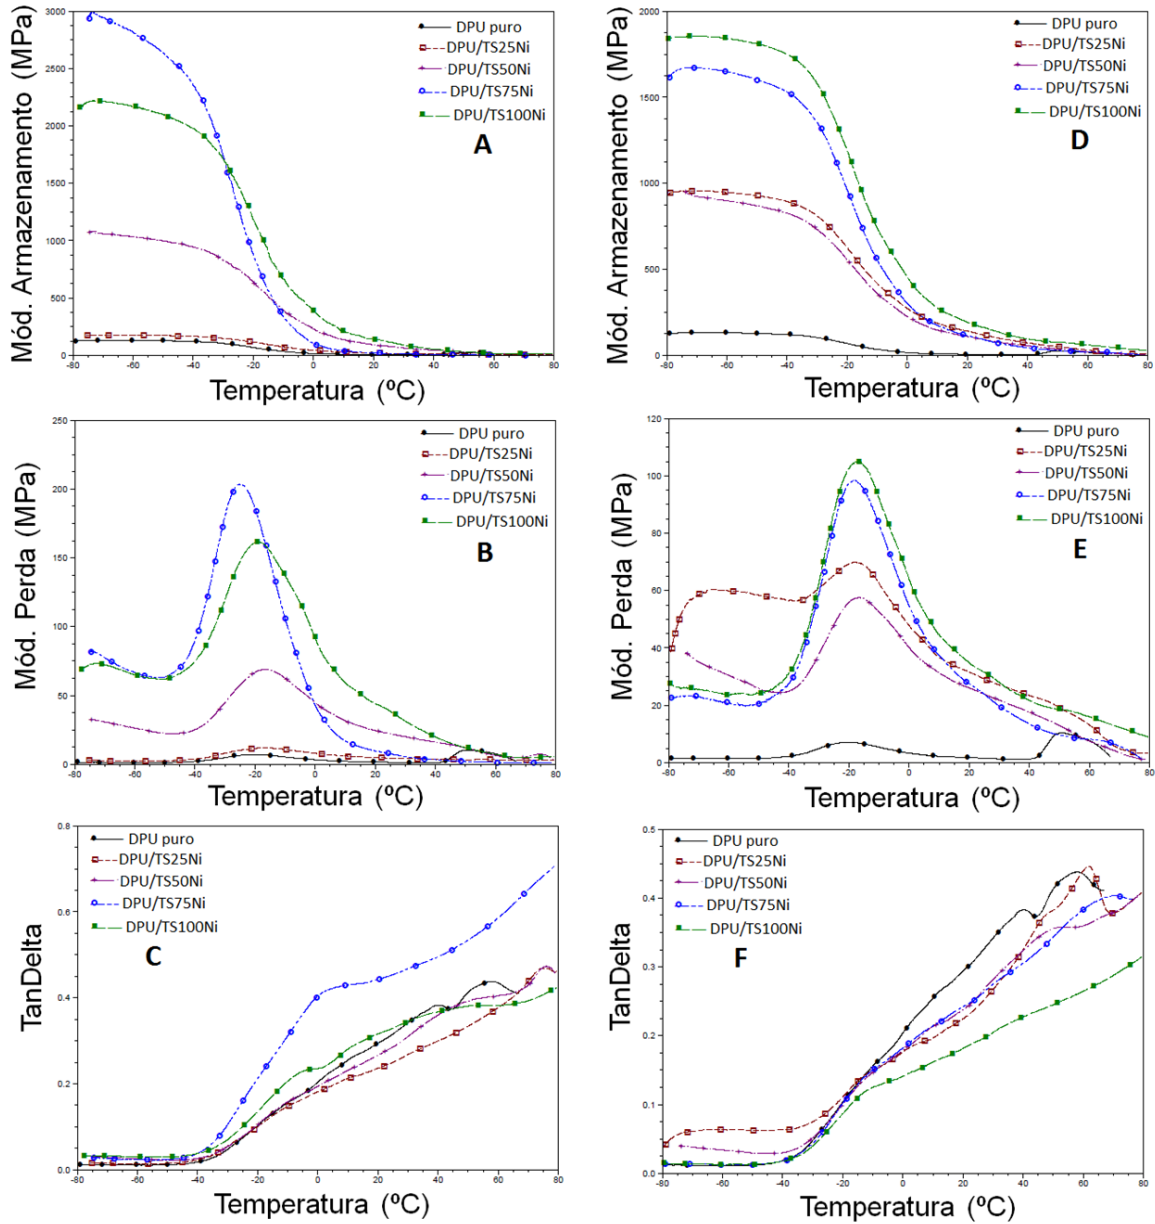 Mód. Armazenamento (MPa)
3000
2500
2000
1500
1000
500
0
DPU puro
DPU/TS25Ni
DPU/TS50Ni
DPU/TS75Ni
DPU/TS100Ni
A
-80 -60 -40 -20 0 20 40 60 80
Temperatura (ºC)
Mód. Armazenamento (MPa)
2000
1500
1000
500
0
DPU puro
DPU/TS25Ni
DPU/TS50Ni
DPU/TS75Ni
DPU/TS100Ni
D
-80 -60 -40 -20 0 20 40 60 80
Temperatura (ºC)
Mód. Perda (MPa)
250
200
150
100
50
0
DPU puro
DPU/TS25Ni
DPU/TS50Ni
DPU/TS75Ni
DPU/TS100Ni
B
-80 -60 -40 -20 0 20 40 60 80
Temperatura (ºC)
Mód. Perda (MPa)
120
100
80
60
40
20
0
DPU puro
DPU/TS25Ni
DPU/TS50Ni
DPU/TS75Ni
DPU/TS100Ni
E
-80 -60 -40 -20 0 20 40 60 80
Temperatura (ºC)
TanDelta
0.8
0.6
0.4
0.2
0.0
DPU puro
DPU/TS25Ni
DPU/TS50Ni
DPU/TS75Ni
DPU/TS100Ni
C
-80 -60 -40 -20 0 20 40 60 80
Temperatura (ºC)
TanDelta
0.5
0.4
0.3
0.2
0.1
0.0
DPU puro
DPU/TS25Ni
DPU/TS50Ni
DPU/TS75Ni
DPU/TS100Ni
F
-80 -60 -40 -20 0 20 40 60 80
Temperatura (ºC)